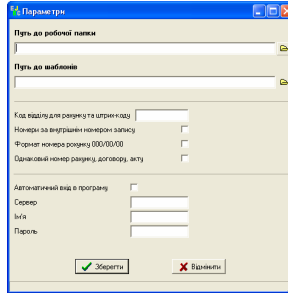 Параметри
Путь до робочої папки
Путь до шаблонів
Код відділу для рахунку та штрих-коду
Номери за внутрішнім номером запису
Формат номера рохунку 000/00/00
Однаковий номер рахунку, договору, акту
Автоматичний вхід в програму
Сервер
Ім'я
Пароль
Зберегти
Відмінити